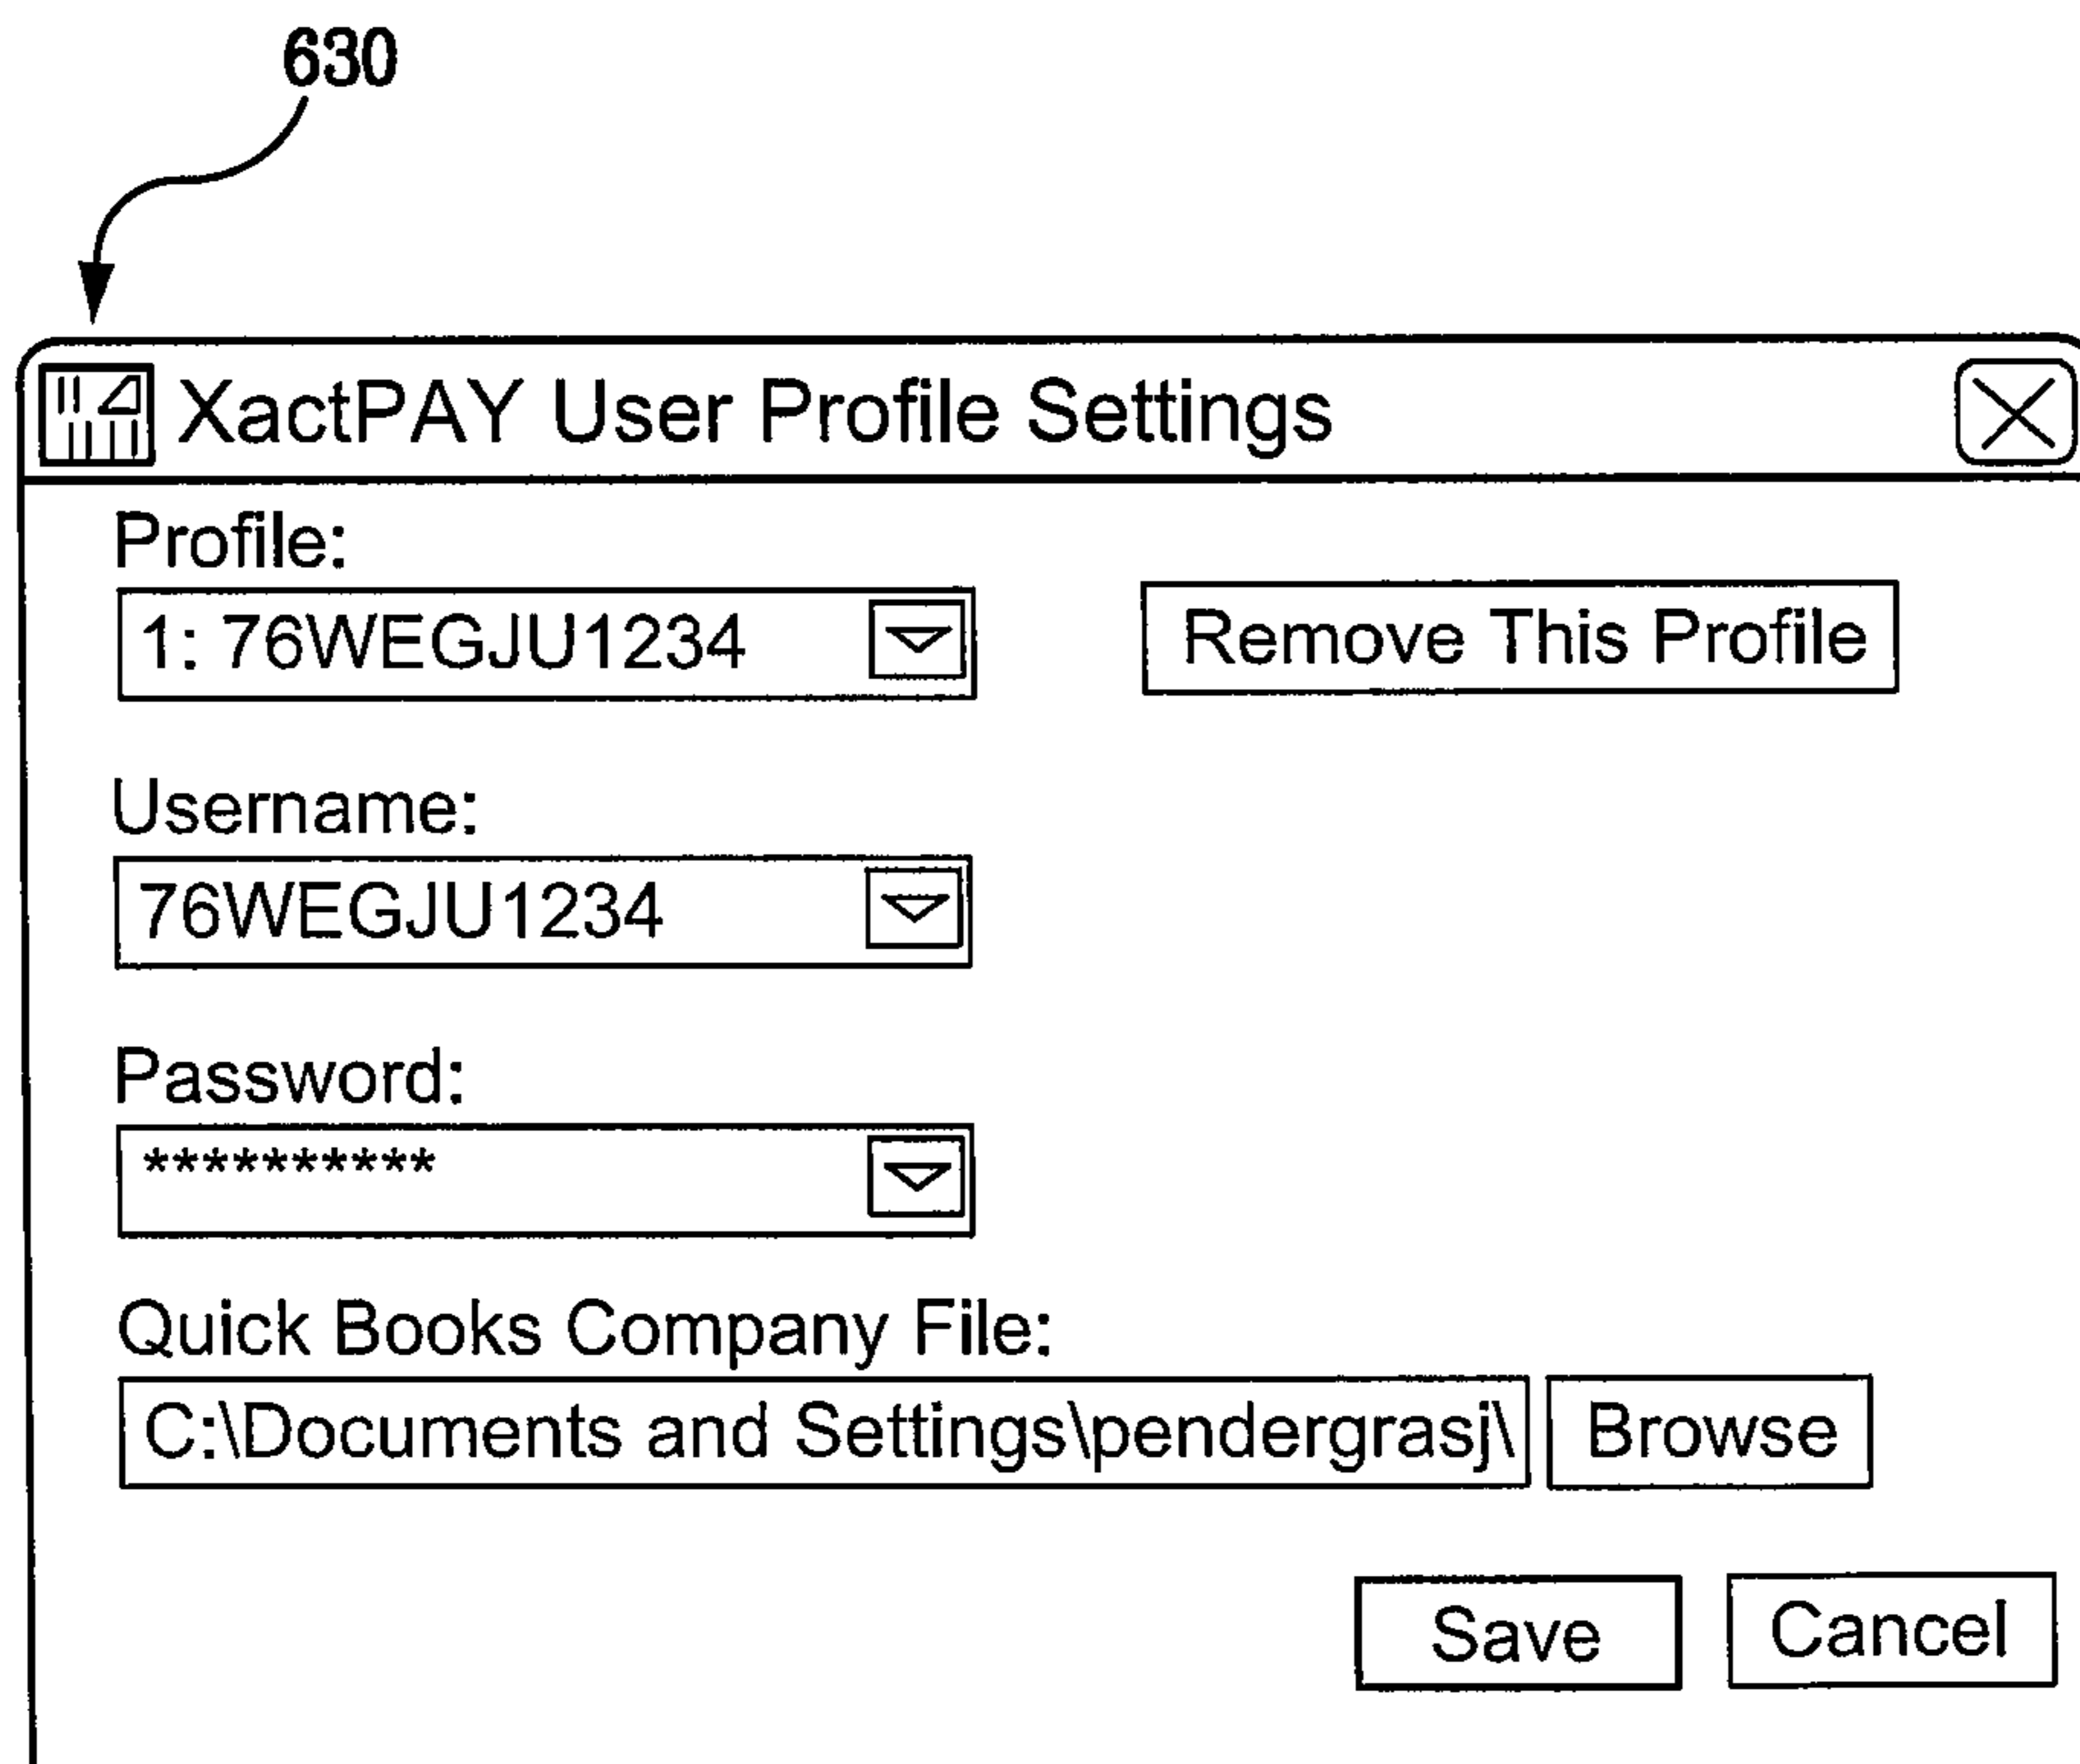 630
XactPAY User Profile Settings
Profile:
1: 76WEGJU1234
Remove This Profile
Username:
76WEGJU1234
Password:
**********
Quick Books Company File:
C:\Documents and Settings\pendergrasj\
Browse
Save
Cancel